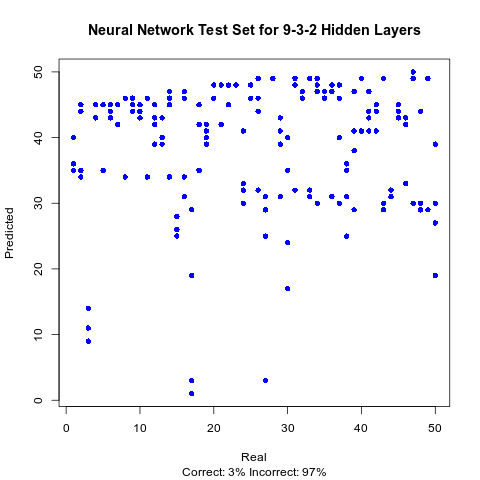 Neural Network Test Set for 9-3-2 Hidden Layers
Predicted
50
40
30
20
10
0
0 10 20 30 40 50
Real
Correct: 3% Incorrect: 97%